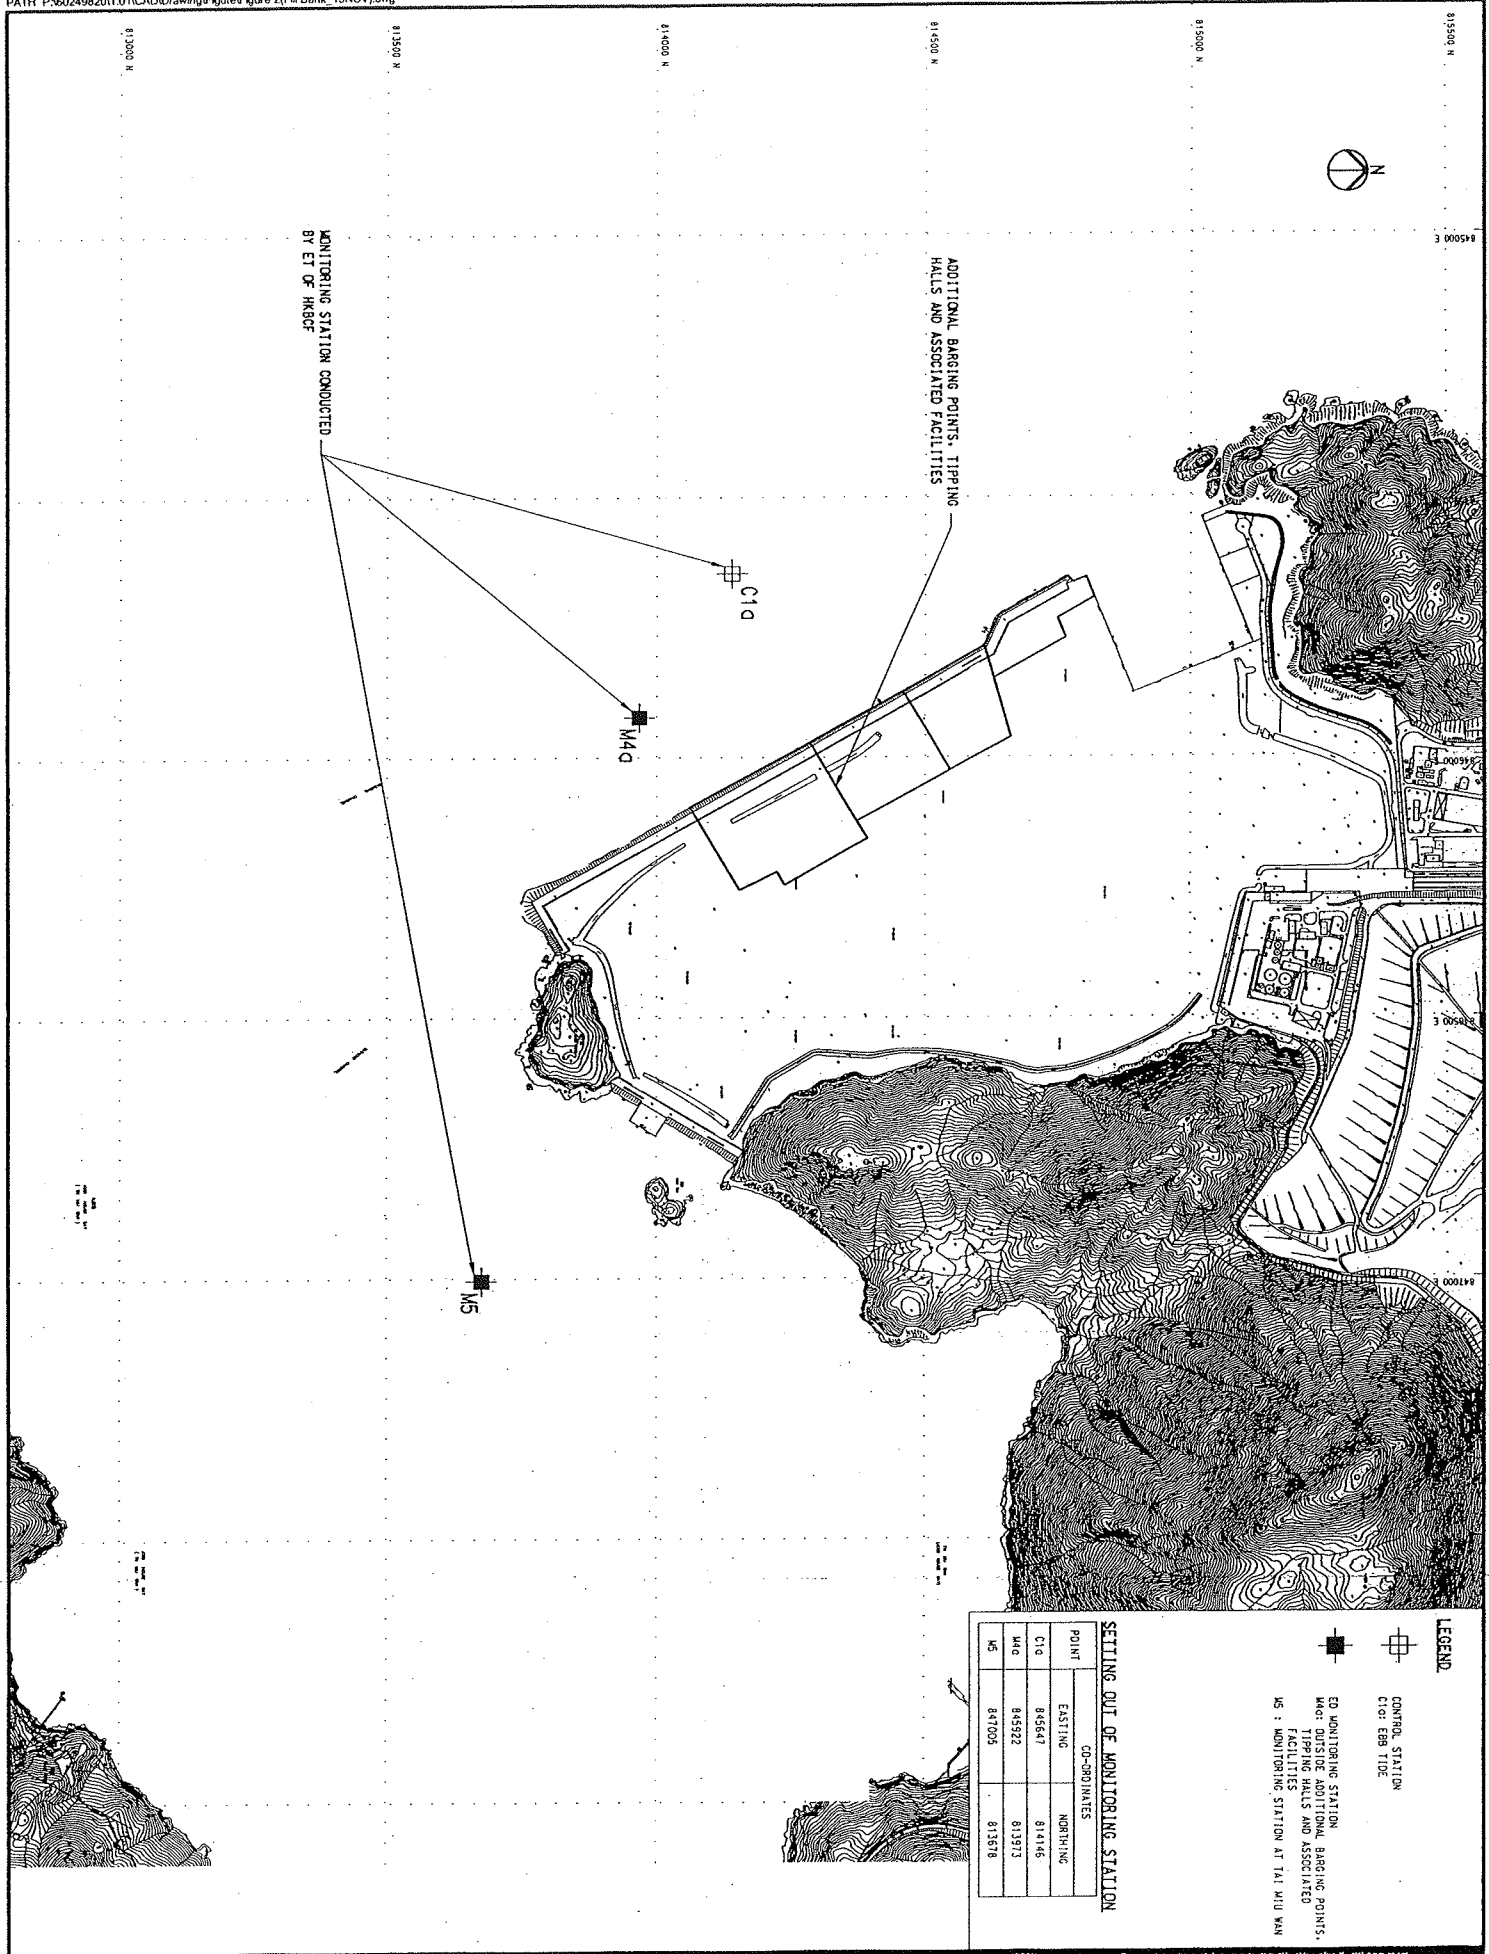 N
845000 E
846000 E
846500 E
847000 E
815500 N
815000 N
814500 N
814000 N
813500 N
813000 N
ADDITIONAL BARGING POINTS, TIPPING
HALLS AND ASSOCIATED FACILITIES
C1a
M4a
M5
MONITORING STATION CONDUCTED
BY ET OF HKBCF
LEGEND
CONTROL STATION
C1a: EBB TIDE
ED MONITORING STATION
M4a: OUTSIDE ADDITIONAL BARGING POINTS,
TIPPING HALLS AND ASSOCIATED
FACILITIES
M5 : MONITORING STATION AT TAI MIU WAN
SETTING OUT OF MONITORING STATION
POINT CO-ORDINATES
EASTING NORTHING
C1a 845647 814146
M4a 845922 813973
M5 847005 813678